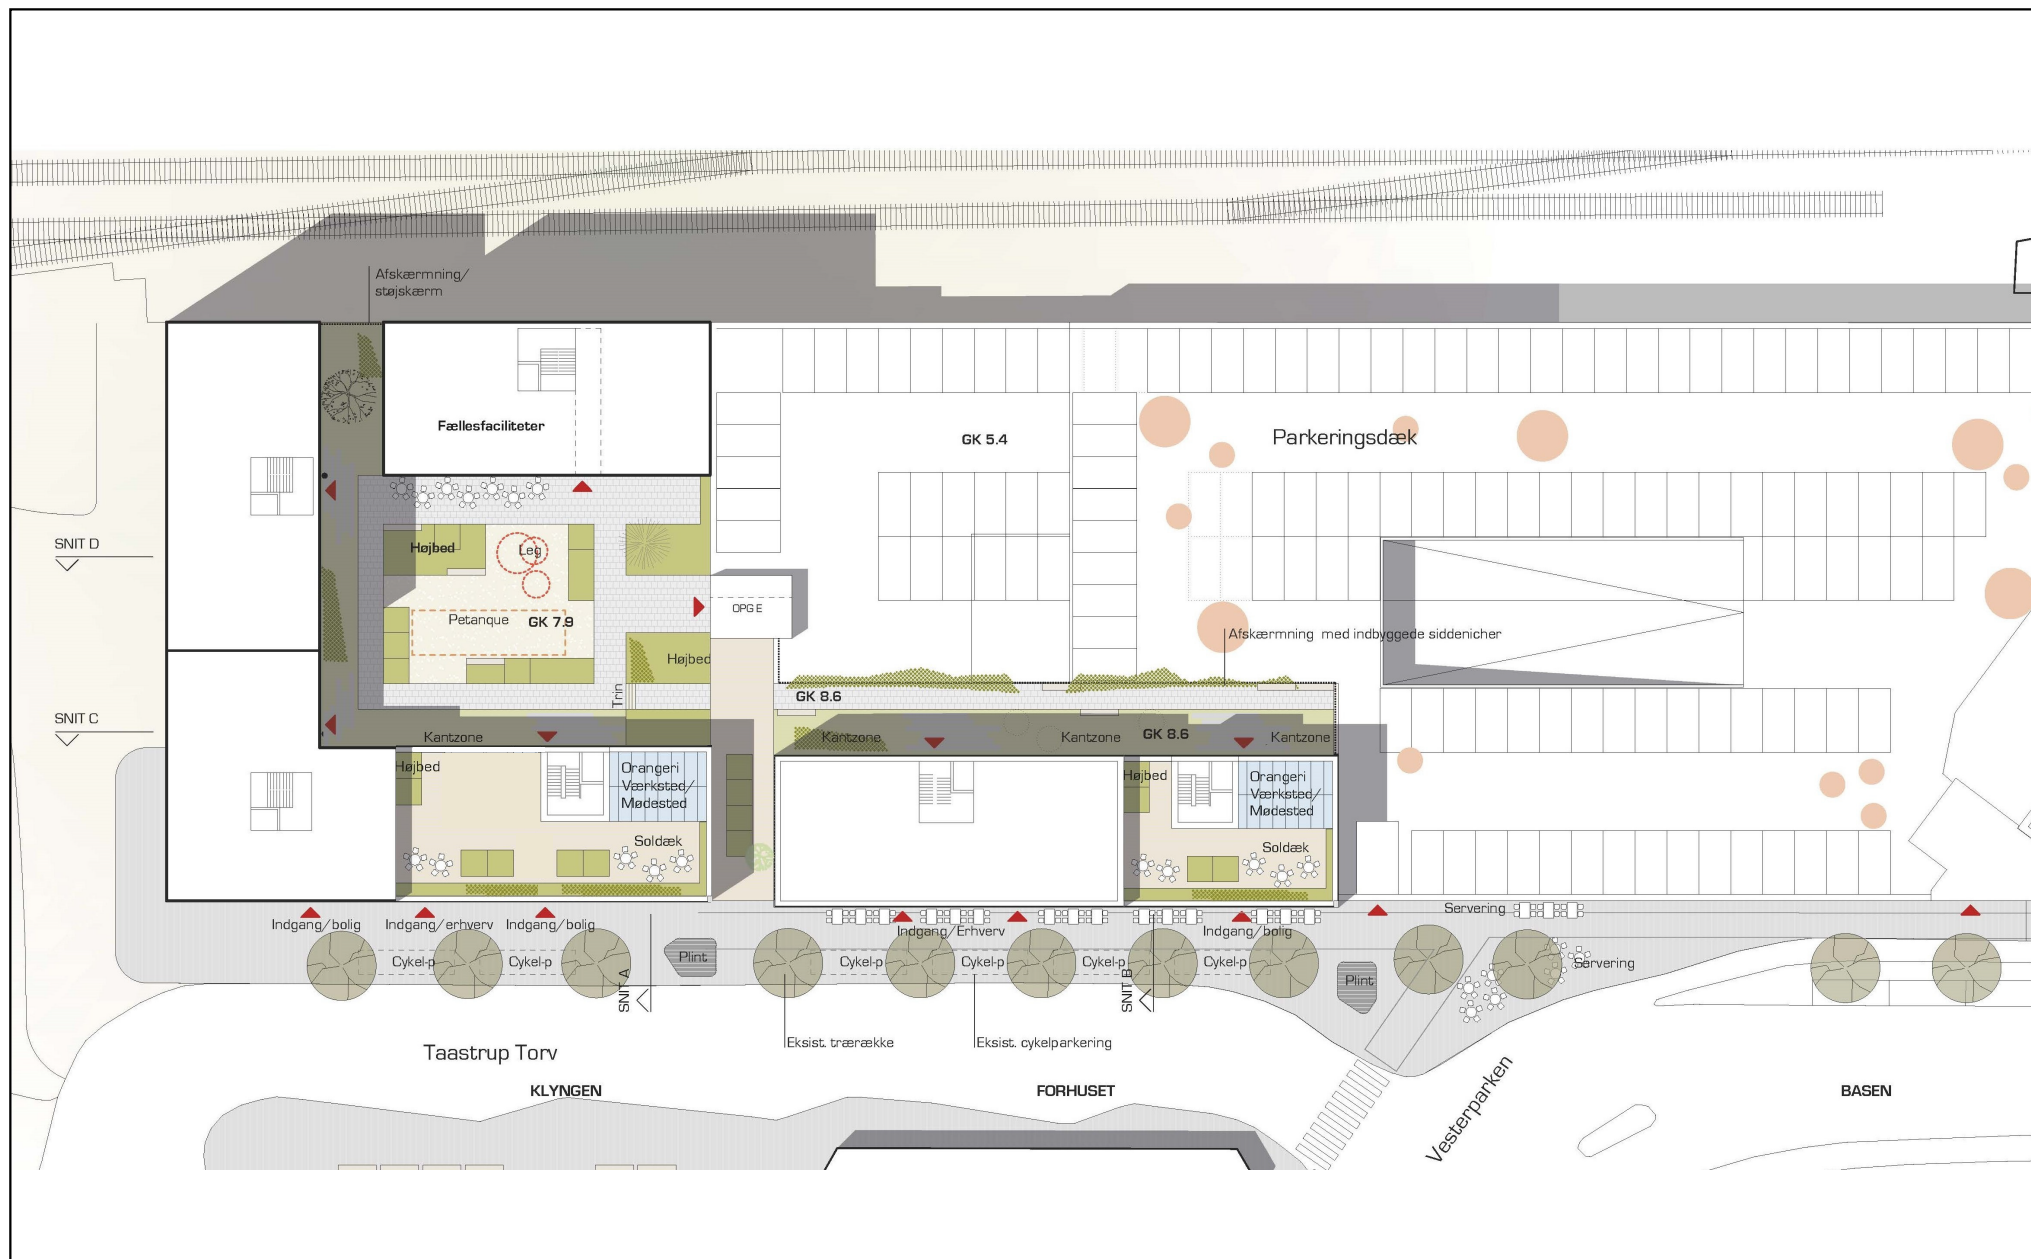 Afskærmning/
støjskærm
Fællesfaciliteter
GK 5.4
Parkeringsdæk
SNIT D
Højbed
Leg
Petanque
GK 7.9
OPG E
Afskærmning med indbyggede siddenicher
Højbed
Trin
GK 8.6
SNIT C
Kantzone
Kantzone
Kantzone
GK 8.6
Kantzone
Højbed
Orangeri
Værksted/
Mødested
Højbed
Orangeri
Værksted/
Mødested
Soldæk
Soldæk
Indgang/bolig
Indgang/erhverv
Indgang/bolig
Indgang/Erhverv
Indgang/bolig
Servering
Cykel-p
Cykel-p
Plint
Cykel-p
Cykel-p
Cykel-p
Cykel-p
Plint
Servering
SNIT A
SNIT B
Eksist. trærække
Eksist. cykelparkering
Taastrup Torv
KLYNGEN
FORHUSET
Vesterparken
BASEN